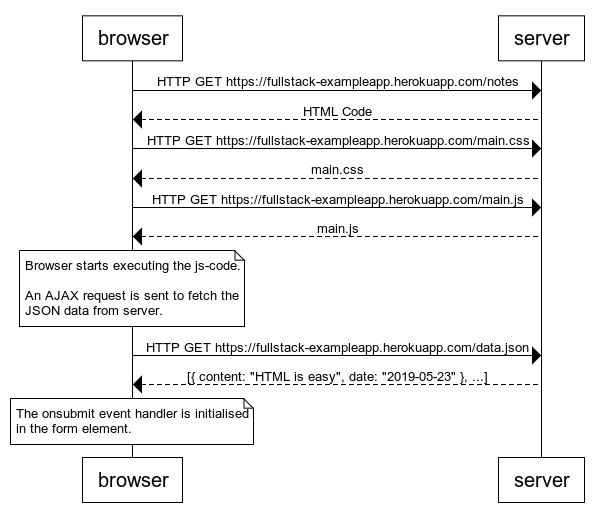 browser
server
HTTP GET https://fullstack-exampleapp.herokuapp.com/notes
HTML Code
HTTP GET https://fullstack-exampleapp.herokuapp.com/main.css
main.css
HTTP GET https://fullstack-exampleapp.herokuapp.com/main.js
main.js
Browser starts executing the js-code.
An AJAX request is sent to fetch the
JSON data from server.
HTTP GET https://fullstack-exampleapp.herokuapp.com/data.json
[{ content: "HTML is easy", date: "2019-05-23" }, ...]
The onsubmit event handler is initialised
in the form element.
browser
server